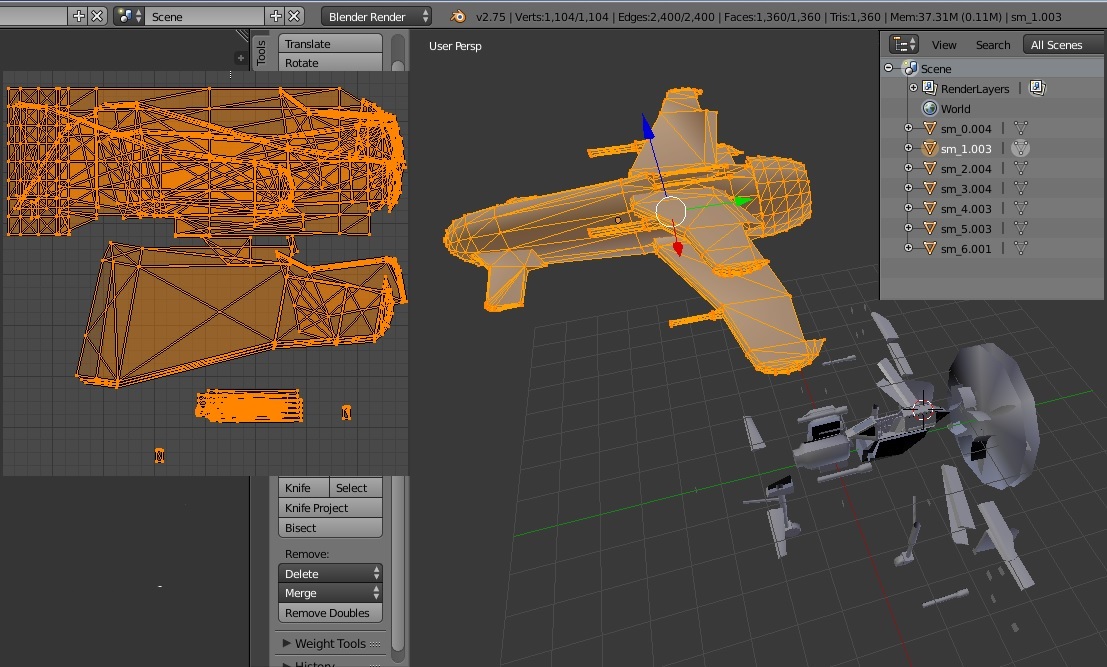 Scene
Blender Render
v2.75 | Verts:1,104/1,104 | Edges:2,400/2,400 | Faces:1,360/1,360 | Tris:1,360 | Mem:37.31M (0.11M) | sm_1.003
Tools
Translate
Rotate
User Persp
View Search All Scenes
Scene
RenderLayers
World
sm_0.004
sm_1.003
sm_2.004
sm_3.004
sm_4.003
sm_5.003
sm_6.001
Knife Select
Knife Project
Bisect
Remove:
Delete
Merge
Remove Doubles
Weight Tools
History